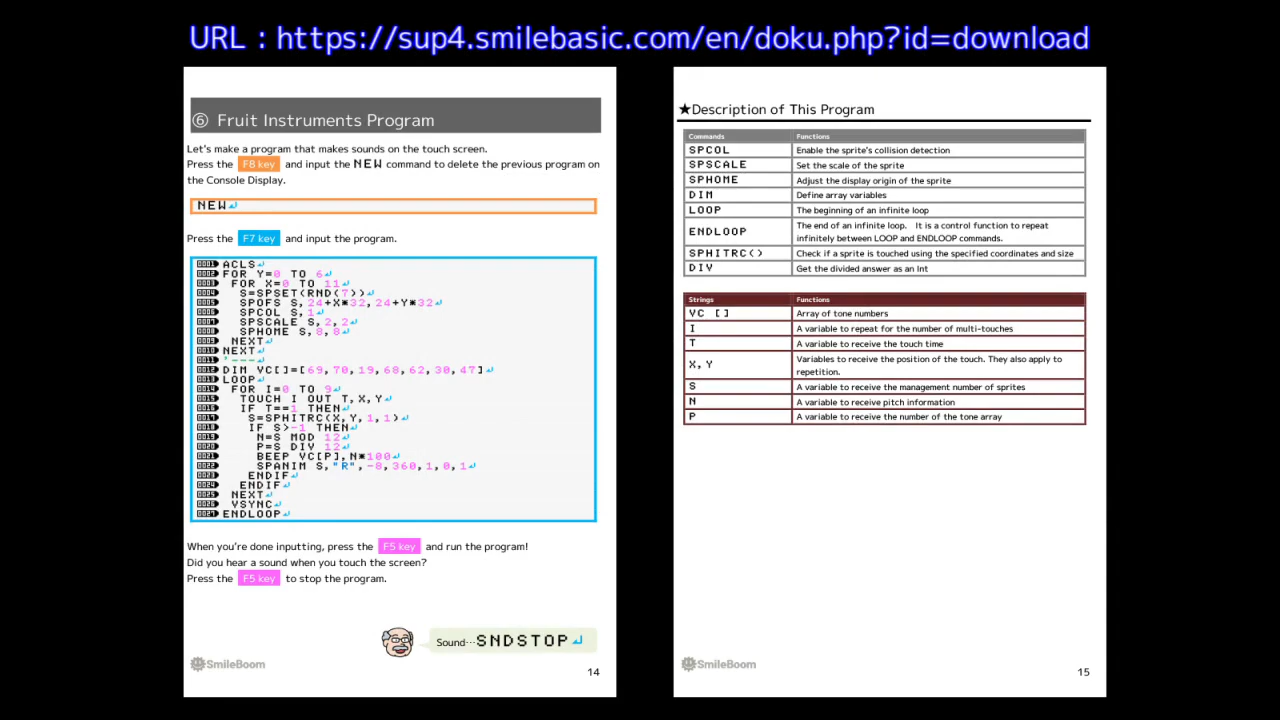 URL : https://sup4.smilebasic.com/en/doku.php?id=download
⑥ Fruit Instruments Program
Let's make a program that makes sounds on the touch screen.
Press the F8 key and input the NEW command to delete the previous program on
the Console Display.
NEW↵
Press the F7 key and input the program.
0001 ACLS↵
0002 FOR Y=0 TO 6↵
0003  FOR X=0 TO 11↵
0004   S=SPSET(RND(7))↵
0005   SPOFS S,24+X*32,24+Y*32↵
0006   SPCOL S,1↵
0007   SPSCALE S,2,2↵
0008   SPHOME S,8,8↵
0009  NEXT↵
0010 NEXT↵
0011 '---↵
0012 DIM VC[]=[69,70,19,68,62,30,47]↵
0013 LOOP↵
0014  FOR I=0 TO 9↵
0015   TOUCH I OUT T,X,Y↵
0016   IF T==1 THEN↵
0017    S=SPHITRC(X,Y,1,1)↵
0018    IF S>-1 THEN↵
0019     N=S MOD 12↵
0020     P=S DIV 12↵
0021     BEEP VC[P],N*100↵
0022     SPANIM S,"R",-8,360,1,0,1↵
0023    ENDIF↵
0024   ENDIF↵
0025  NEXT↵
0026  VSYNC↵
0027 ENDLOOP↵
When you're done inputting, press the F5 key and run the program!
Did you hear a sound when you touch the screen?
Press the F5 key to stop the program.
Sound…SNDSTOP↵
SmileBoom
14
★Description of This Program
Commands Functions
SPCOL Enable the sprite's collision detection
SPSCALE Set the scale of the sprite
SPHOME Adjust the display origin of the sprite
DIM Define array variables
LOOP The beginning of an infinite loop
ENDLOOP The end of an infinite loop. It is a control function to repeat
infinitely between LOOP and ENDLOOP commands.
SPHITRC() Check if a sprite is touched using the specified coordinates and size
DIV Get the divided answer as an Int
Strings Functions
VC [] Array of tone numbers
I A variable to repeat for the number of multi-touches
T A variable to receive the touch time
X,Y Variables to receive the position of the touch. They also apply to
repetition.
S A variable to receive the management number of sprites
N A variable to receive pitch information
P A variable to receive the number of the tone array
SmileBoom
15